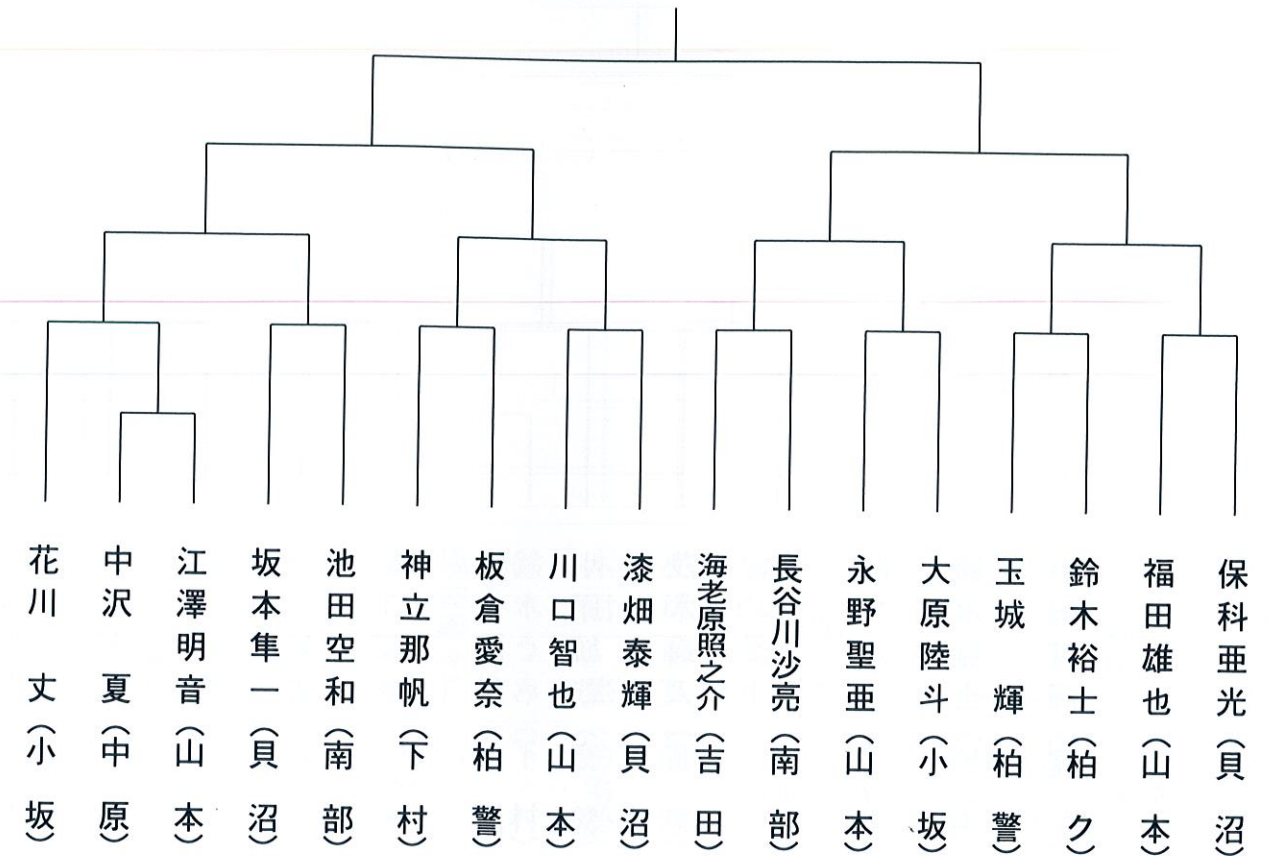 花川　丈（小　坂）
中沢　夏（中　原）
江澤明音（山　本）
坂本隼一（貝　沼）
池田空和（南　部）
神立那帆（下　村）
板倉愛奈（柏　警）
川口智也（山　本）
漆畑泰輝（貝　沼）
海老原照之介（吉　田）
長谷川沙亮（南　部）
永野聖亜（山　本）
大原陸斗（小　坂）
玉城　輝（柏　警）
鈴木裕士（柏　ク）
福田雄也（山　本）
保科亜光（貝　沼）